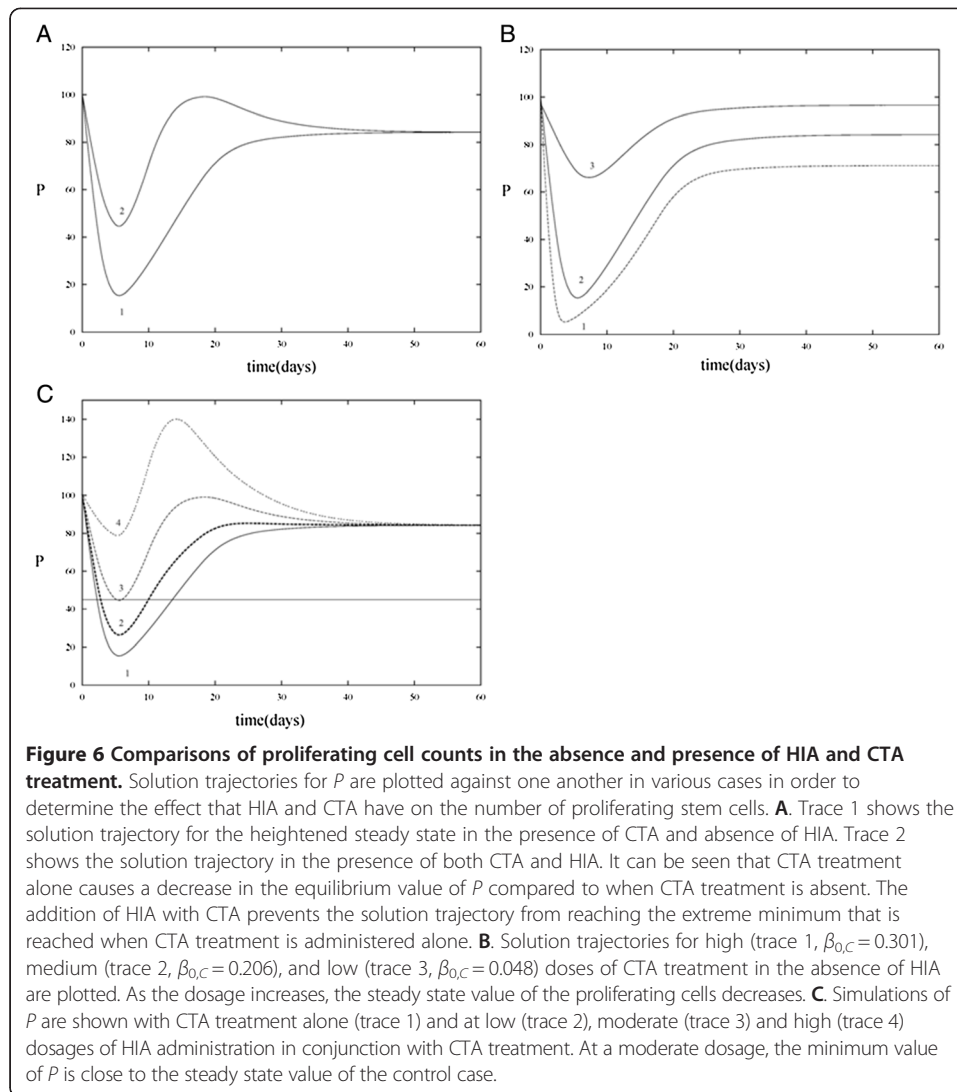 A
120
100
80
P
60
40
20
0
2
1
0 10 20 30 40 50 60
time(days)
B
120
100
80
P
60
40
20
0
3
2
1
0 10 20 30 40 50 60
time(days)
C
140
120
100
80
P
60
40
20
0
4
3
2
1
0 10 20 30 40 50 60
time(days)
Figure 6 Comparisons of proliferating cell counts in the absence and presence of HIA and CTA
treatment. Solution trajectories for P are plotted against one another in various cases in order to
determine the effect that HIA and CTA have on the number of proliferating stem cells. A. Trace 1 shows the
solution trajectory for the heightened steady state in the presence of CTA and absence of HIA. Trace 2
shows the solution trajectory in the presence of both CTA and HIA. It can be seen that CTA treatment
alone causes a decrease in the equilibrium value of P compared to when CTA treatment is absent. The
addition of HIA with CTA prevents the solution trajectory from reaching the extreme minimum that is
reached when CTA treatment is administered alone. B. Solution trajectories for high (trace 1, β0,C = 0.301),
medium (trace 2, β0,C = 0.206), and low (trace 3, β0,C = 0.048) doses of CTA treatment in the absence of HIA
are plotted. As the dosage increases, the steady state value of the proliferating cells decreases. C. Simulations of
P are shown with CTA treatment alone (trace 1) and at low (trace 2), moderate (trace 3) and high (trace 4)
dosages of HIA administration in conjunction with CTA treatment. At a moderate dosage, the minimum value
of P is close to the steady state value of the control case.